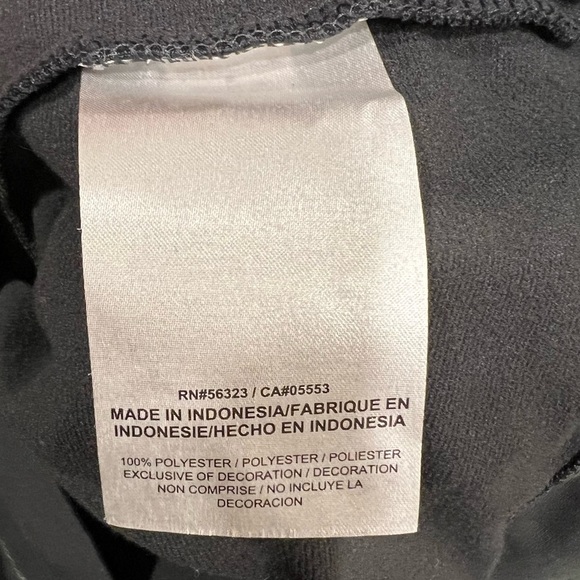 RN#56323 / CA#05553
MADE IN INDONESIA/FABRIQUE EN
INDONESIE/HECHO EN INDONESIA
100% POLYESTER / POLYESTER / POLIESTER
EXCLUSIVE OF DECORATION / DECORATION
NON COMPRISE / NO INCLUYE LA
DECORACION